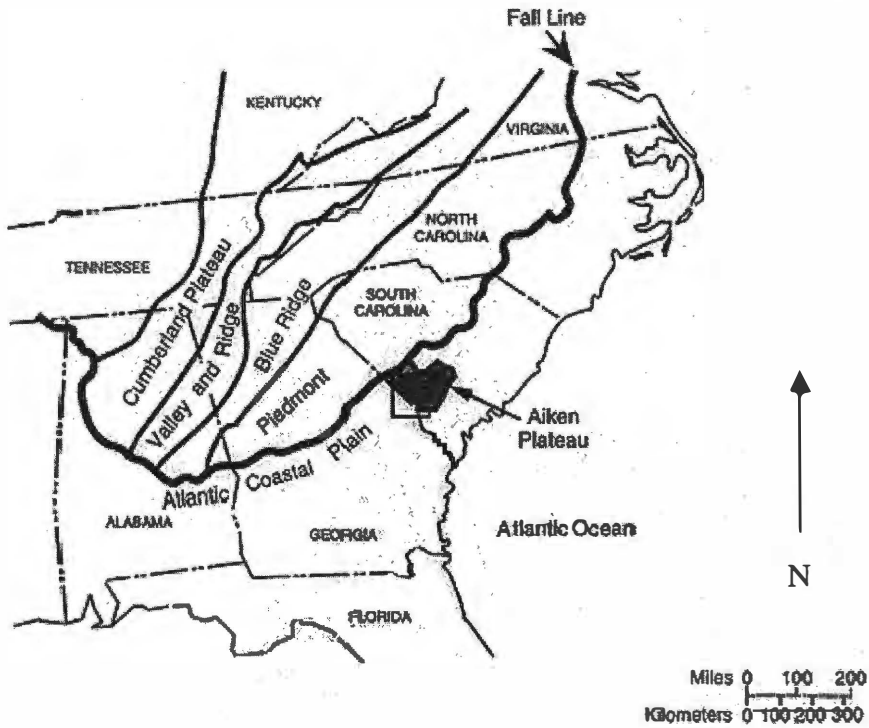 Fall Line
KENTUCKY
VIRGINIA
NORTH
CAROLINA
TENNESSEE
Cumberland Plateau
Valley and Ridge
Blue Ridge
SOUTH
CAROLINA
Piedmont
Aiken
Plateau
Atlantic Coastal Plain
ALABAMA
GEORGIA
Atlantic Ocean
N
FLORIDA
Miles 0 100 200
Kilometers 0 100 200 300